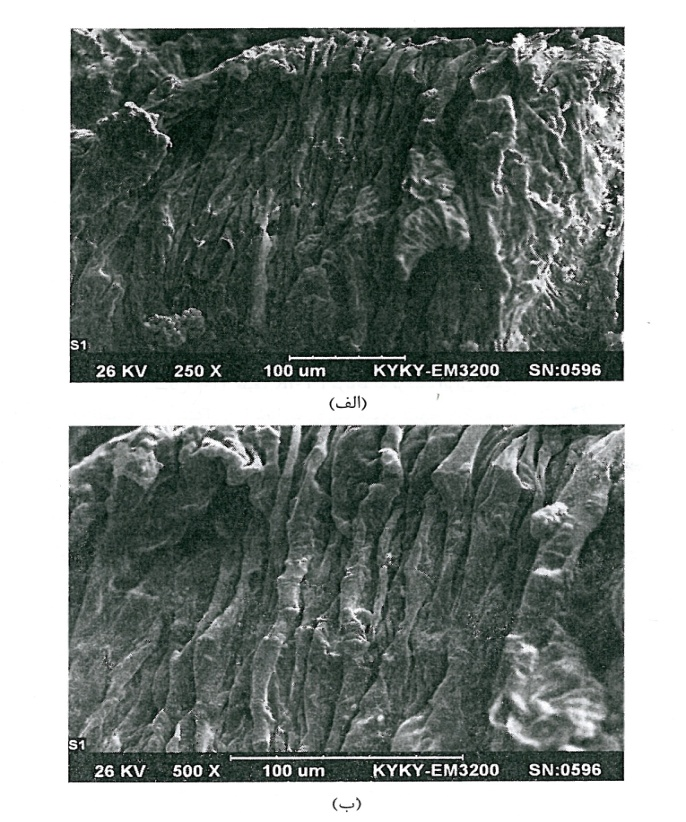 S1
26 KV 250 X 100 um KYKY-EM3200 SN:0596
(الف)
S1
26 KV 500 X 100 um KYKY-EM3200 SN:0596
(ب)